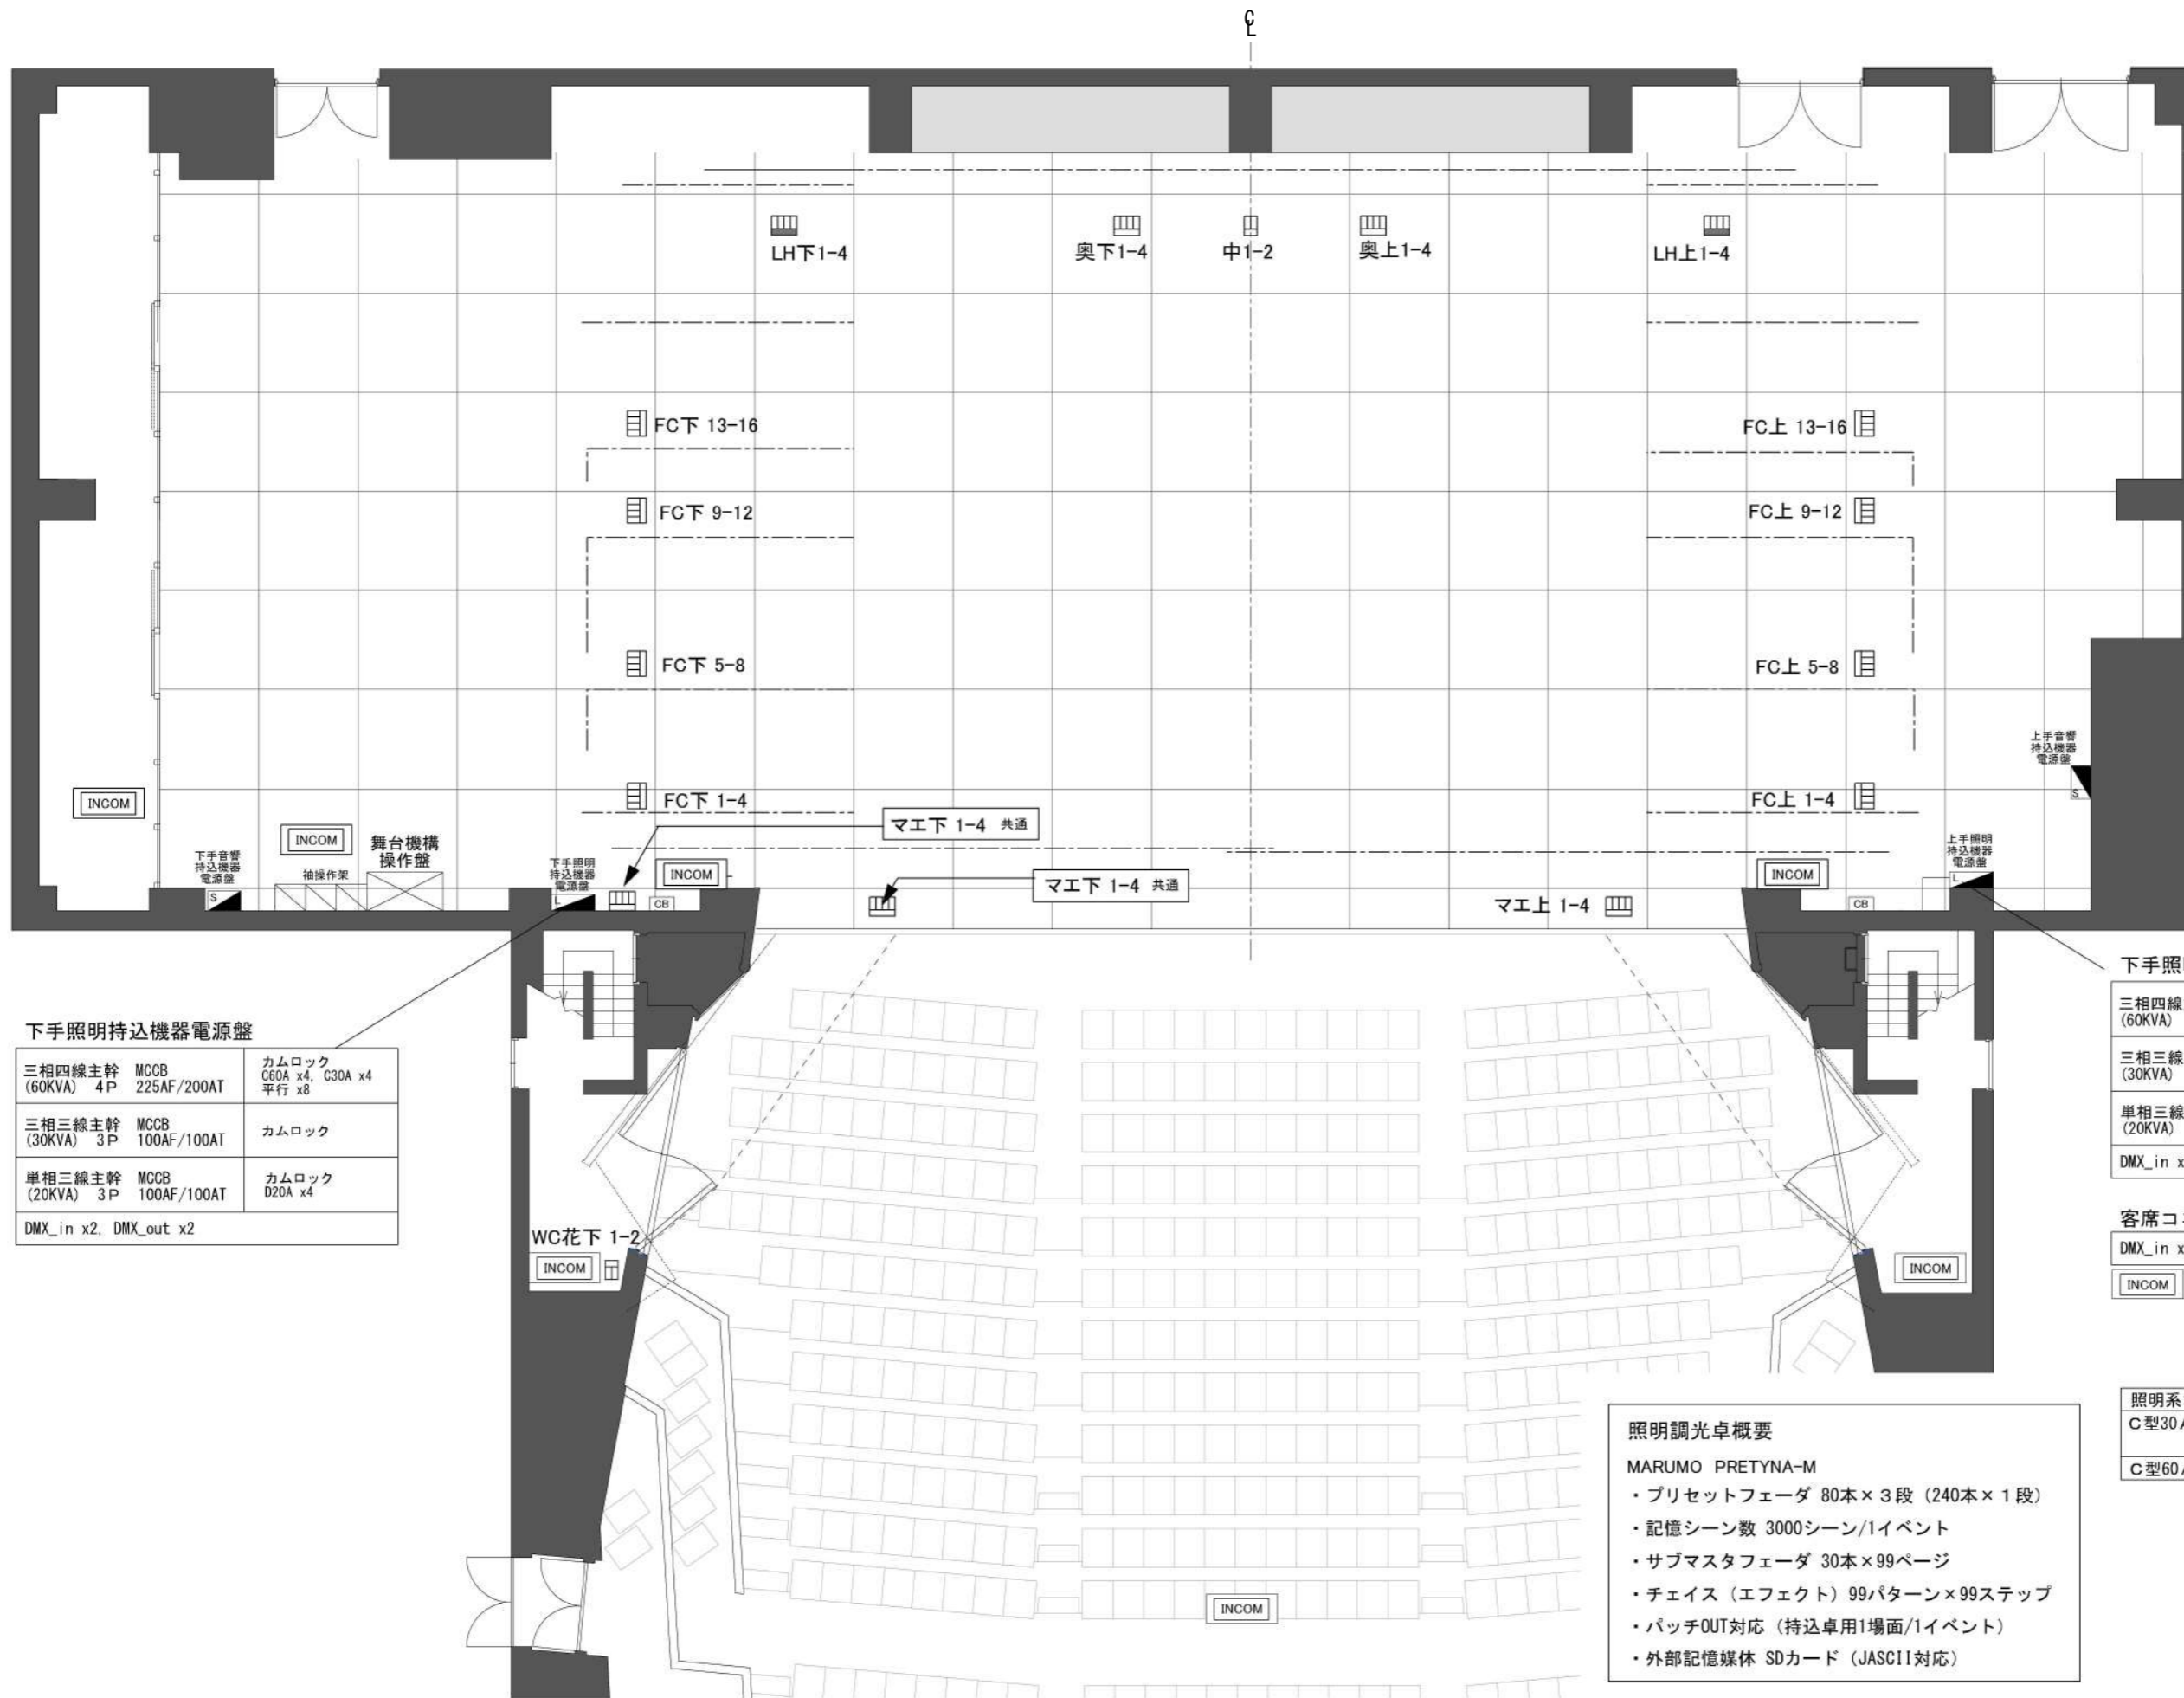 CL
LH下1-4
奥下1-4
中1-2
奥上1-4
LH上1-4
FC下 13-16
FC上 13-16
FC下 9-12
FC上 9-12
FC下 5-8
FC上 5-8
上手音響
持込機器
電源盤
S
INCOM
FC下 1-4
FC上 1-4
マエ下 1-4 共通
INCOM
舞台機構
操作盤
下手音響
持込機器
電源盤
S
袖操作架
下手照明
持込機器
電源盤
L
INCOM
CB
マエ下 1-4 共通
マエ上 1-4
INCOM
CB
上手照明
持込機器
電源盤
L
下手照明持込機器電源盤
三相四線主幹 MCCB
(60KVA) 4P 225AF/200AT
カムロック
C60A x4, C30A x4
平行 x8
三相三線主幹 MCCB
(30KVA) 3P 100AF/100AT
カムロック
単相三線主幹 MCCB
(20KVA) 3P 100AF/100AT
カムロック
D20A x4
DMX_in x2, DMX_out x2
下手照
三相四線
(60KVA)
三相三線
(30KVA)
単相三線
(20KVA)
DMX_in x
客席コ
DMX_in x
INCOM
WC花下 1-2
INCOM
INCOM
照明系
C型30
C型60
INCOM
照明調光卓概要
MARUMO PRETYNA-M
・プリセットフェーダ 80本×3段（240本×1段）
・記憶シーン数 3000シーン/1イベント
・サブマスタフェーダ 30本×99ページ
・チェイス（エフェクト）99パターン×99ステップ
・パッチOUT対応（持込卓用1場面/1イベント）
・外部記憶媒体 SDカード（JASCII対応）